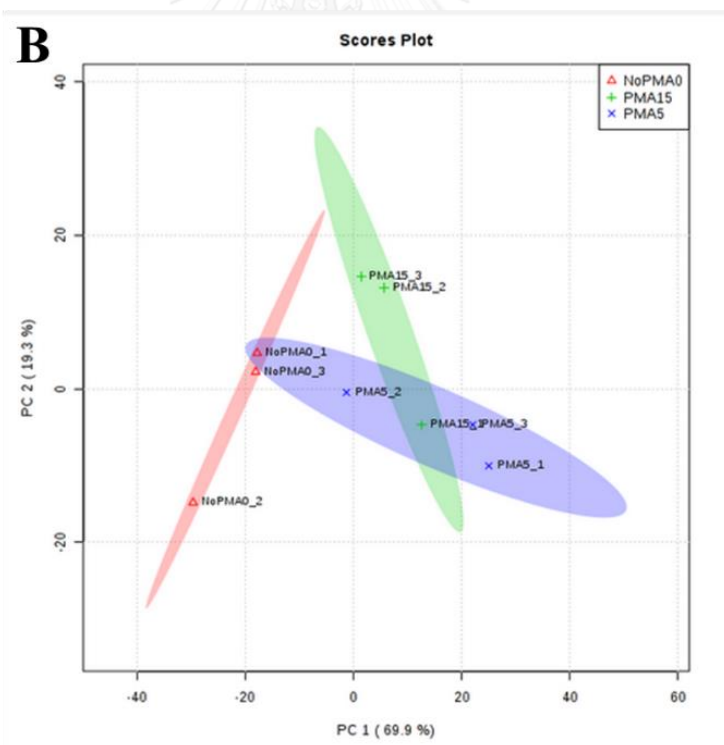 B
Scores Plot
NoPMA0
PMA15
PMA5
40
20
0
-20
PC 2 ( 19.3 %)
PMA15_3
PMA15_2
NoPMA0_1
NoPMA0_3
PMA5_2
PMA15_1
PMA5_3
PMA5_1
NoPMA0_2
-40 -20 0 20 40 60
PC 1 ( 69.9 %)